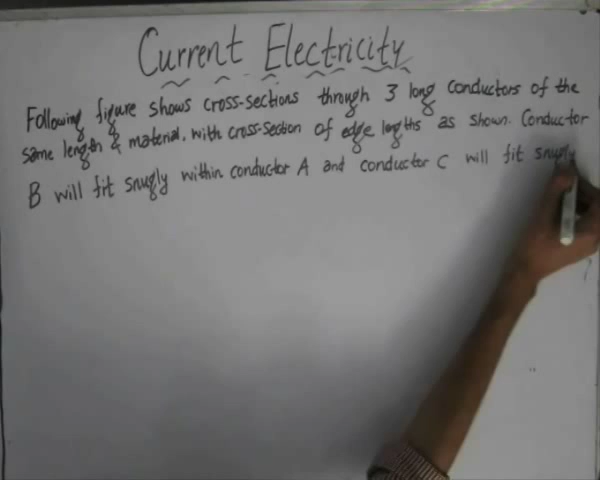 Current Electricity
Following figure shows cross-sections through 3 long conductors of the
same length & material. with cross-section of edge lengths as shown. Conductor
B will fit snugly within conductor A and conductor C will fit snugly